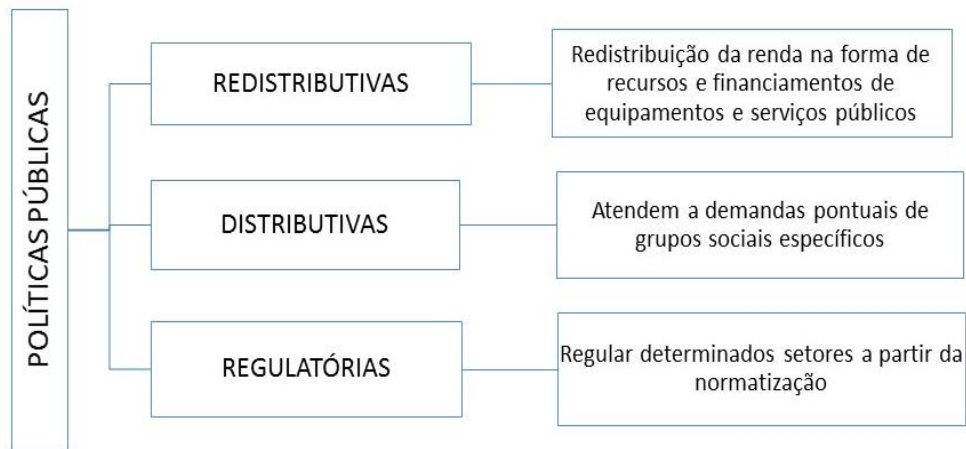 POLÍTICAS PÚBLICAS
REDISTRIBUTIVAS
Redistribuição da renda na forma de
recursos e financiamentos de
equipamentos e serviços públicos
DISTRIBUTIVAS
Atendem a demandas pontuais de
grupos sociais específicos
REGULATÓRIAS
Regular determinados setores a partir da
normatização